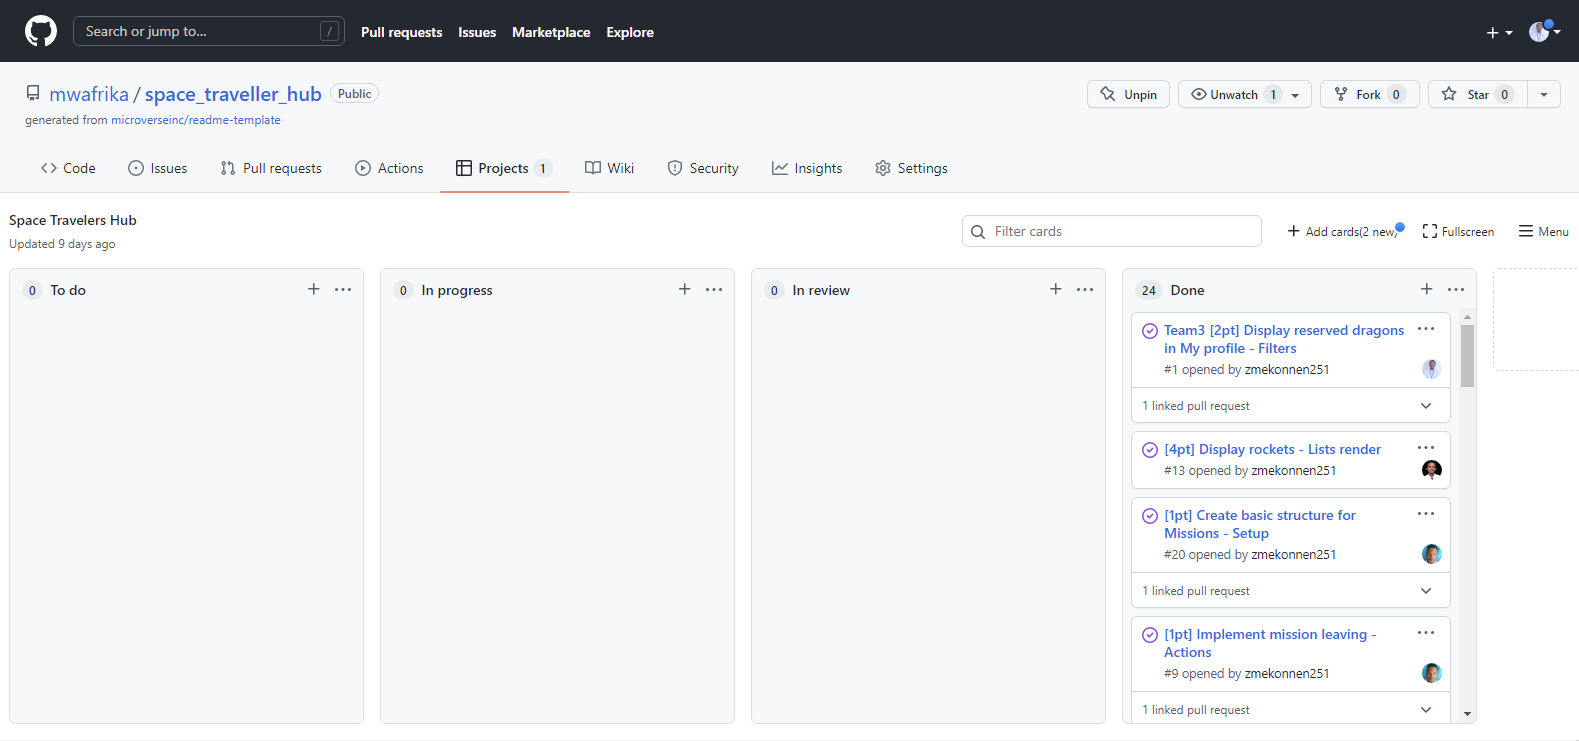 Search or jump to... /
Pull requests Issues Marketplace Explore
mwafrika / space_traveller_hub Public
Unpin Unwatch 1 Fork 0 Star 0
generated from microverseinc/readme-template
Code Issues Pull requests Actions Projects 1 Wiki Security Insights Settings
Space Travelers Hub
Updated 9 days ago
Filter cards
Add cards(2 new) Fullscreen Menu
0 To do
0 In progress
0 In review
24 Done
Team3 [2pt] Display reserved dragons
in My profile - Filters
#1 opened by zmekonnen251
1 linked pull request
[4pt] Display rockets - Lists render
#13 opened by zmekonnen251
[1pt] Create basic structure for
Missions - Setup
#20 opened by zmekonnen251
1 linked pull request
[1pt] Implement mission leaving -
Actions
#9 opened by zmekonnen251
1 linked pull request